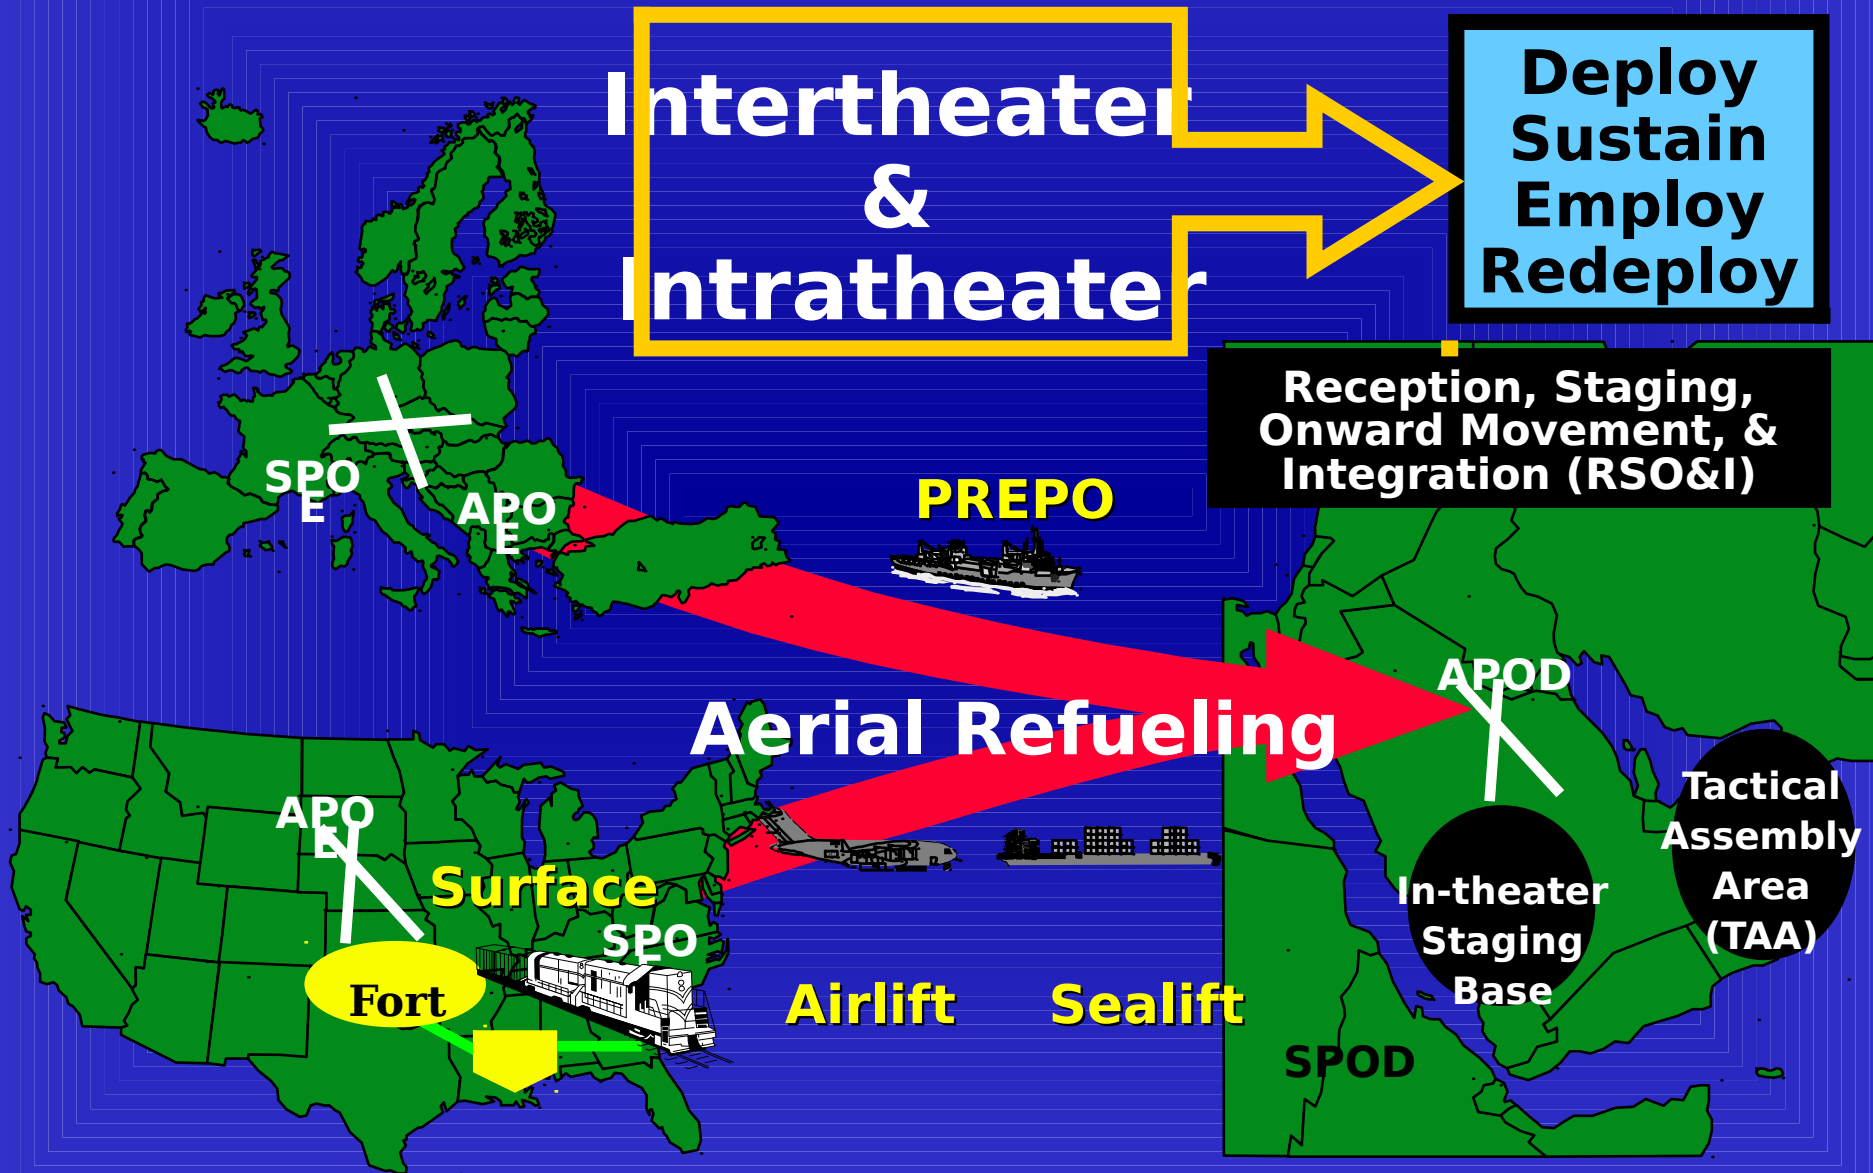 Intertheater
&
Intratheater
Deploy
Sustain
Employ
Redeploy
Reception, Staging,
Onward Movement, &
Integration (RSO&I)
SPO
E
APO
E
PREPO
APOD
Aerial Refueling
Tactical
Assembly
Area
(TAA)
APO
E
Surface
SPO
E
In-theater
Staging
Base
Fort
Airlift
Sealift
SPOD